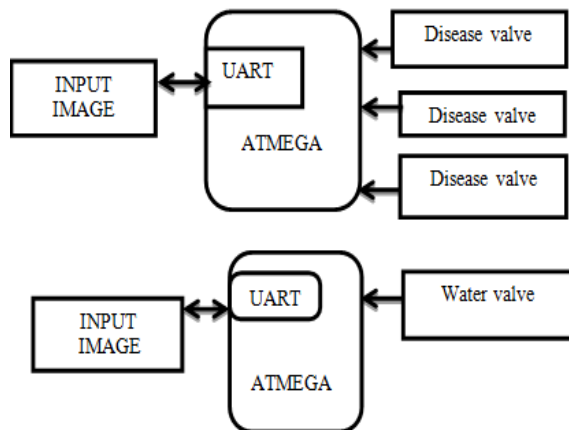 Disease valve
UART
INPUT
IMAGE
Disease valve
ATMEGA
Disease valve
UART
Water valve
INPUT
IMAGE
ATMEGA